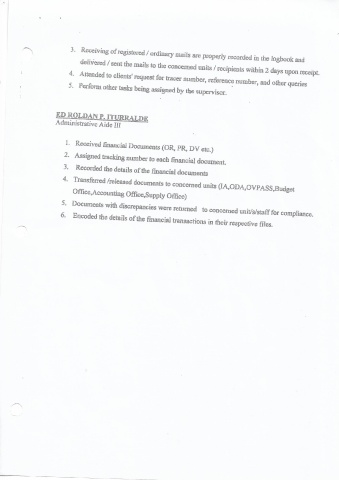 3. Receiving of registered / ordinary mails are properly recorded in the logbook and
delivered / sent the mails to the concerned units / recipients within 2 days upon receipt.
4. Attended to clients' request for tracer number, reference number, and other queries
5. Perform other tasks being assigned by the supervisor.
ED ROLDAN P. IYURRALDE
Administrative Aide III
1. Received financial Documents (OR, PR, DV etc.)
2. Assigned tracking number to each financial document.
3. Recorded the details of the financial documents
4. Transferred /released documents to concerned units (IA,ODA,OVPASS,Budget
Office,Accounting Office,Supply Office)
5. Documents with discrepancies were returned to concerned unit/s/staff for compliance.
6. Encoded the details of the financial transactions in their respective files.